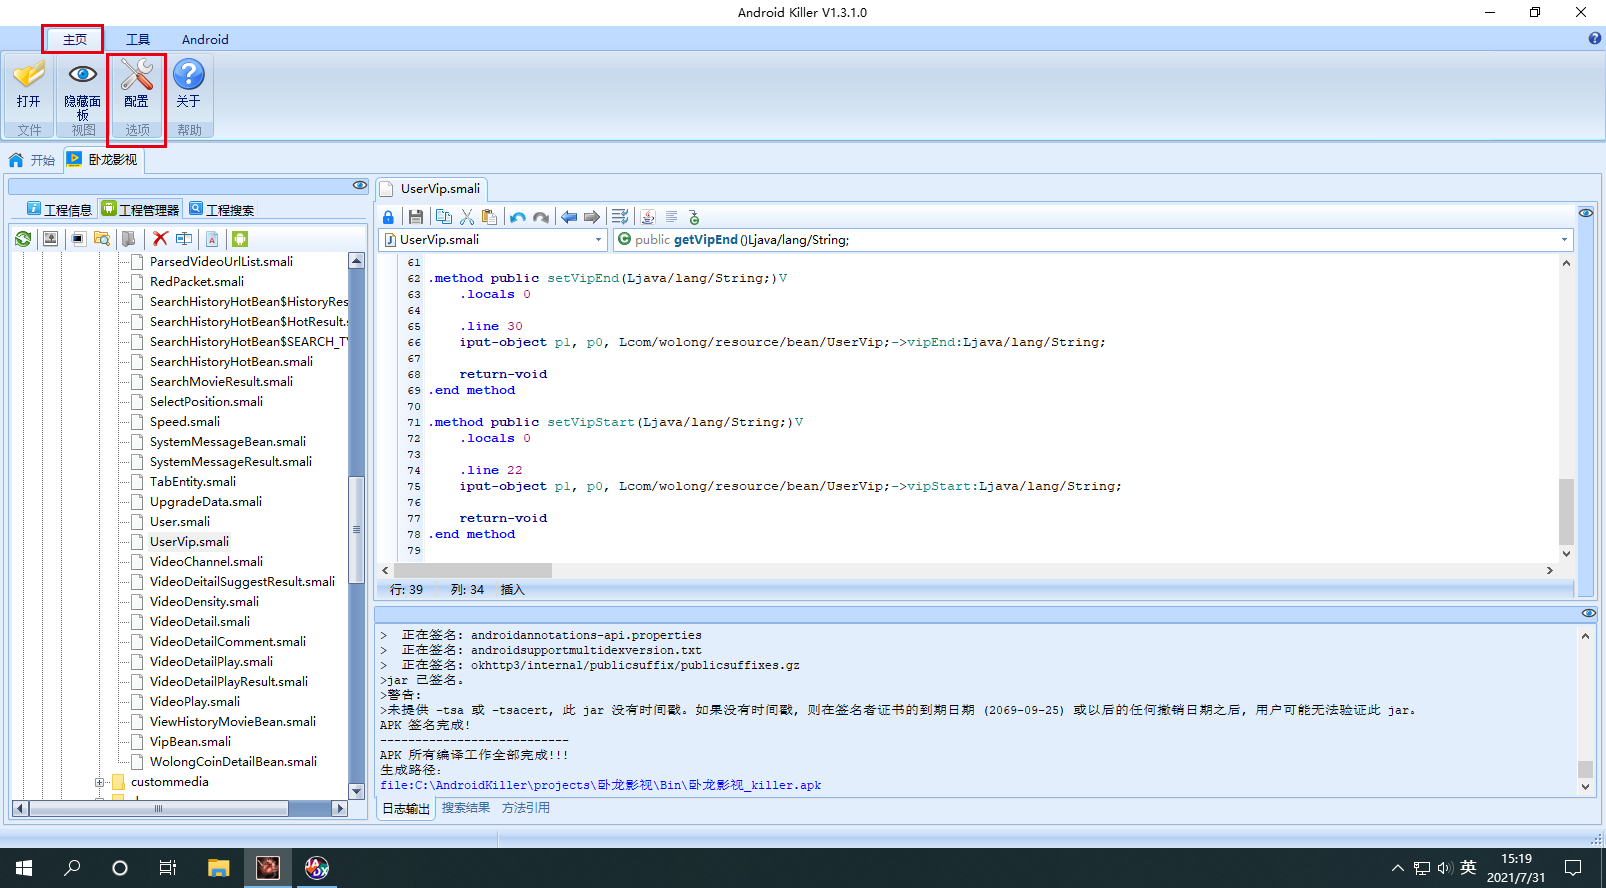 Android Killer V1.3.1.0
主页 工具 Android
打开 隐藏面板 配置 关于
文件 视图 选项 帮助
开始 卧龙影视
工程信息 工程管理器 工程搜索
ParsedVideoUrlList.smali
RedPacket.smali
SearchHistoryHotBean$HistoryRes
SearchHistoryHotBean$HotResult.s
SearchHistoryHotBean$SEARCH_TV
SearchHistoryHotBean.smali
SearchMovieResult.smali
SelectPosition.smali
Speed.smali
SystemMessageBean.smali
SystemMessageResult.smali
TabEntity.smali
UpgradeData.smali
User.smali
UserVip.smali
VideoChannel.smali
VideoDeitailSuggestResult.smali
VideoDensity.smali
VideoDetail.smali
VideoDetailComment.smali
VideoDetailPlay.smali
VideoDetailPlayResult.smali
VideoPlay.smali
ViewHistoryMovieBean.smali
VipBean.smali
WolongCoinDetailBean.smali
custommedia
UserVip.smali
UserVip.smali public getVipEnd()Ljava/lang/String;
61
62 .method public setVipEnd(Ljava/lang/String;)V
63 .locals 0
64
65 .line 30
66 iput-object p1, p0, Lcom/wolong/resource/bean/UserVip;->vipEnd:Ljava/lang/String;
67
68 return-void
69 .end method
70
71 .method public setVipStart(Ljava/lang/String;)V
72 .locals 0
73
74 .line 22
75 iput-object p1, p0, Lcom/wolong/resource/bean/UserVip;->vipStart:Ljava/lang/String;
76
77 return-void
78 .end method
79
行: 39 列: 34 插入
> 正在签名: androidannotations-api.properties
> 正在签名: androidsupportmultidexversion.txt
> 正在签名: okhttp3/internal/publicsuffix/publicsuffixes.gz
>jar 已签名。
>警告:
>未提供 -tsa 或 -tsacert, 此 jar 没有时间戳。如果没有时间戳, 则在签名者证书的到期日期 (2069-09-25) 或以后的任何撤销日期之后, 用户可能无法验证此 jar。
APK 签名完成!
---------------------------
APK 所有编译工作全部完成!!!
生成路径:
file:C:\AndroidKiller\projects\卧龙影视\Bin\卧龙影视_killer.apk
日志输出 搜索结果 方法引用
英
15:19
2021/7/31